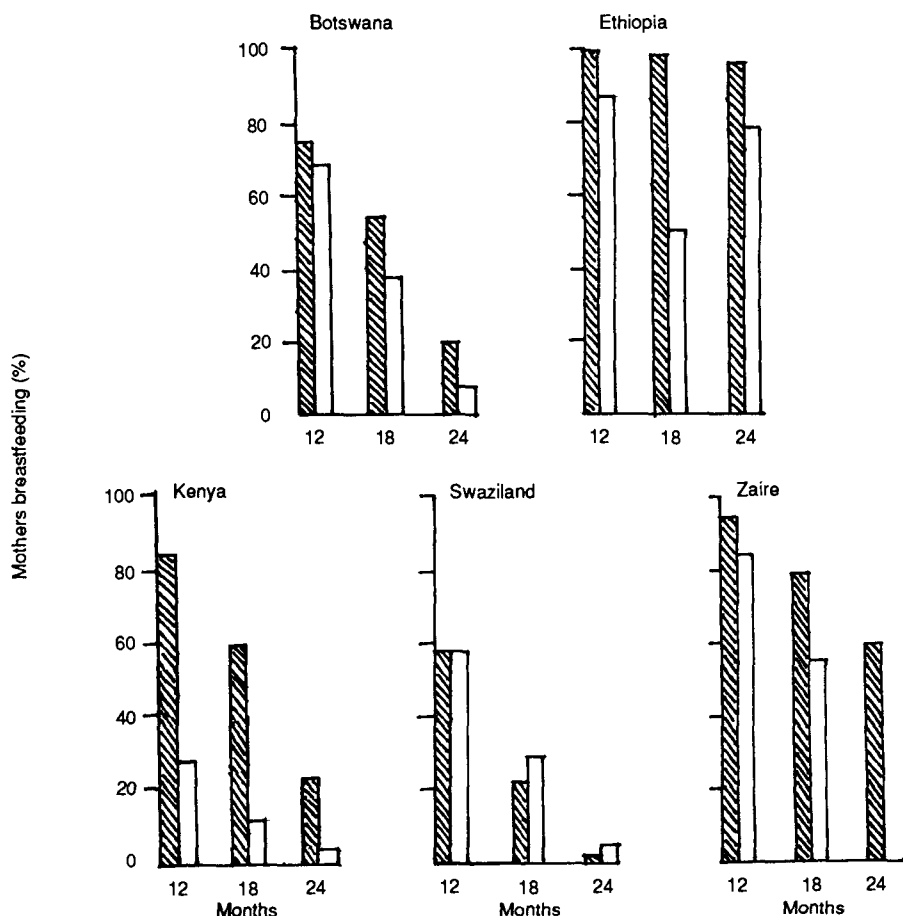 Botswana
Ethiopia
100
80
60
40
20
0
12 18 24
12 18 24
Mothers breastfeeding (%)
Kenya
Swaziland
Zaire
100
80
60
40
20
0
12 18 24
Months
12 18 24
Months
12 18 24
Months